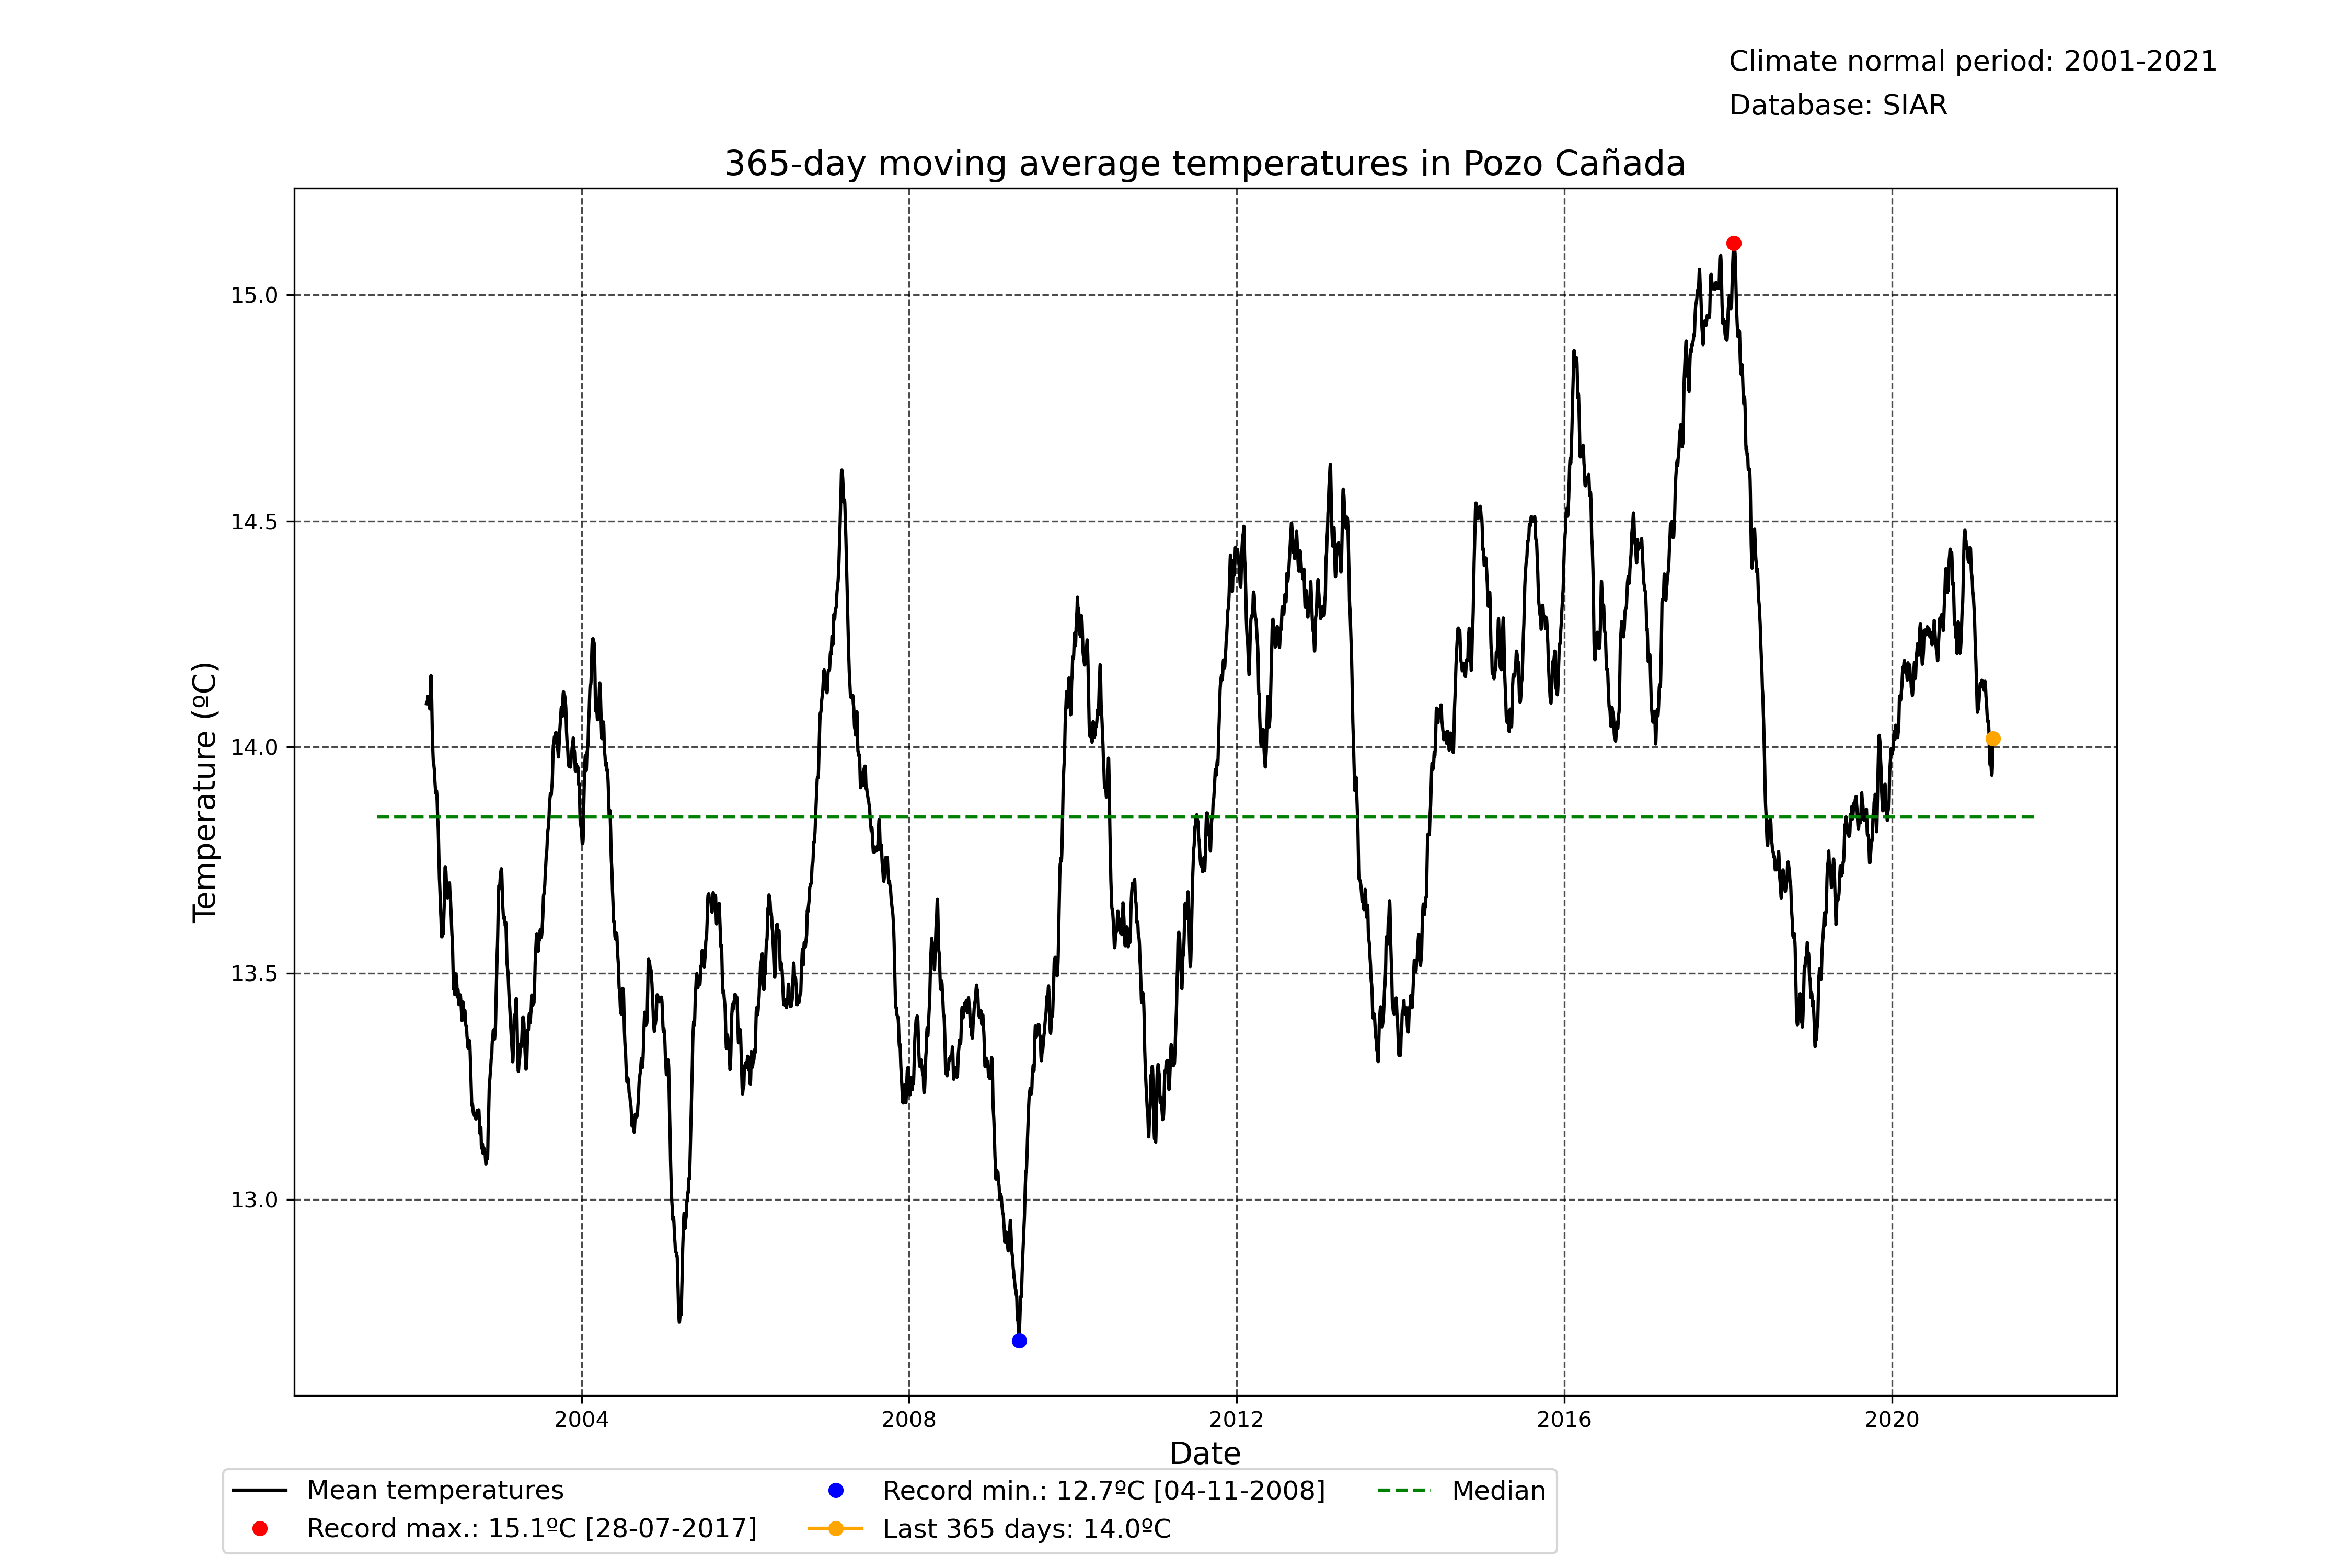 Climate normal period: 2001-2021
Database: SIAR
365-day moving average temperatures in Pozo Cañada
Temperature (ºC)
15.0
14.5
14.0
13.5
13.0
2004
2008
2012
2016
2020
Date
Mean temperatures
Record max.: 15.1ºC [28-07-2017]
Record min.: 12.7ºC [04-11-2008]
Last 365 days: 14.0ºC
Median